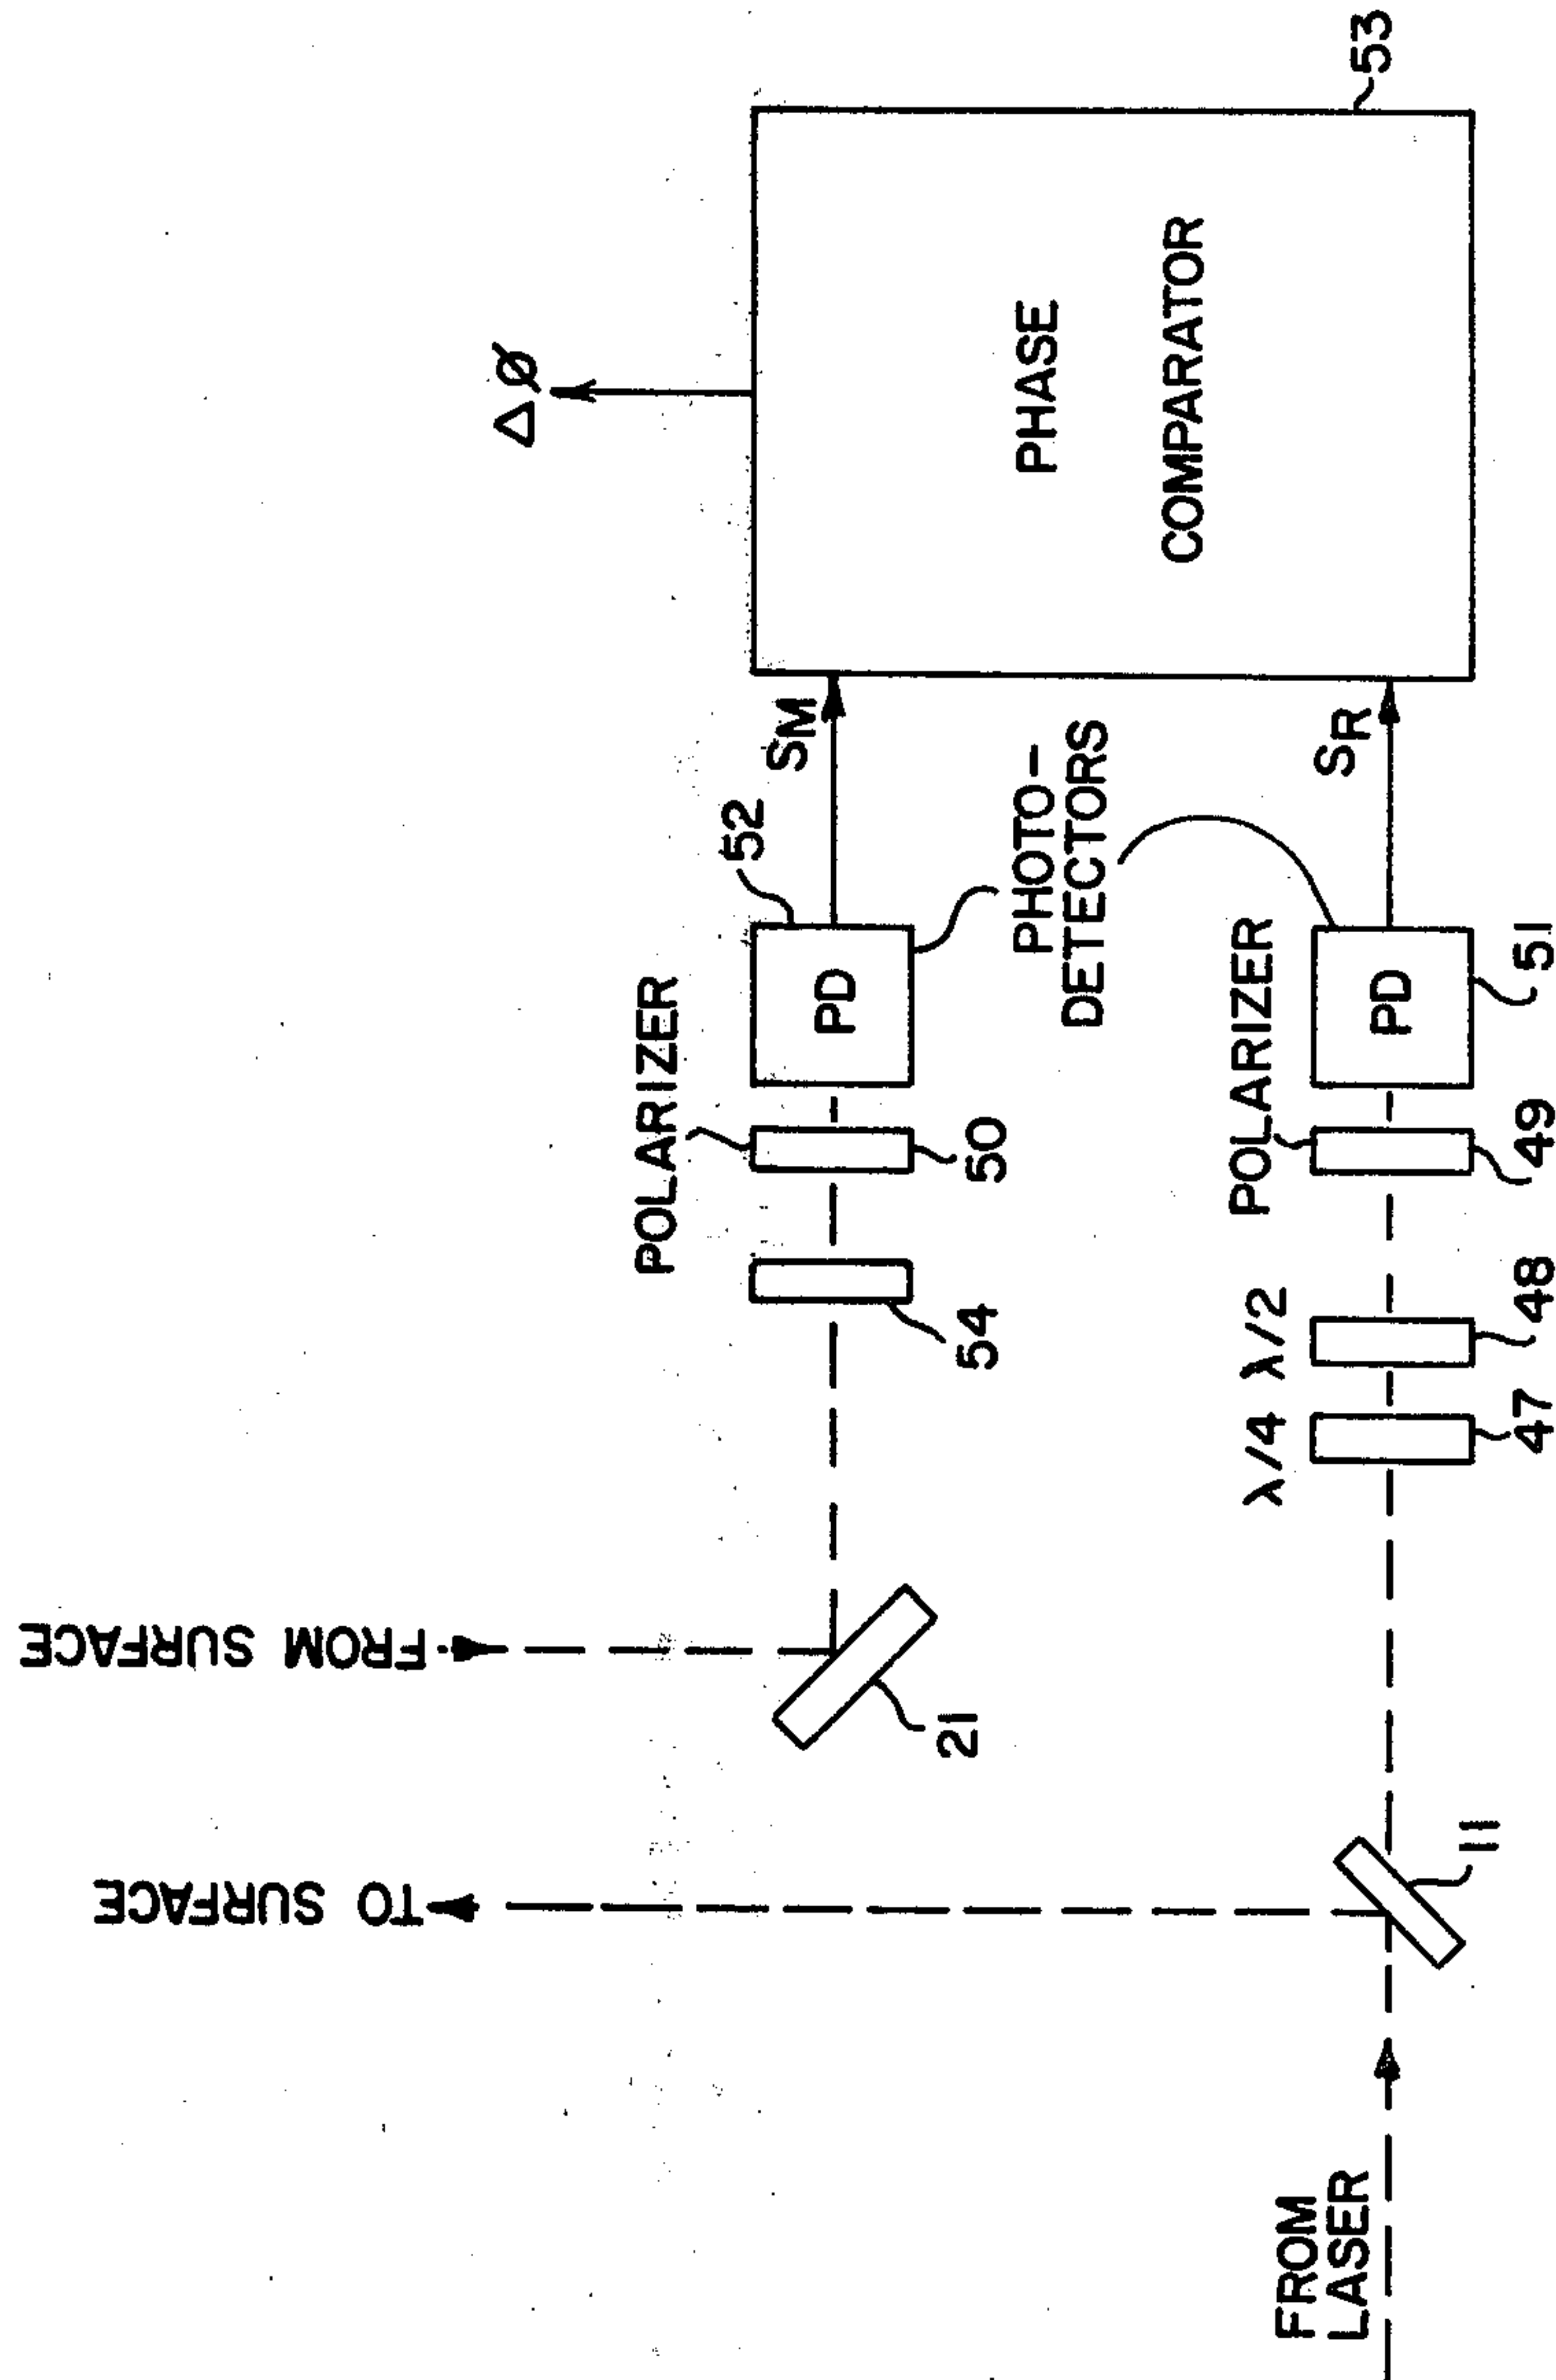 FROM SURFACE
TO SURFACE
FROM
LASER
11
21
54
POLARIZER
50
52
PD
PHOTO-
DETECTORS
λ/4 λ/2
47
48
POLARIZER
49
PD
51
SM
SR
ΔØ
PHASE
COMPARATOR
53